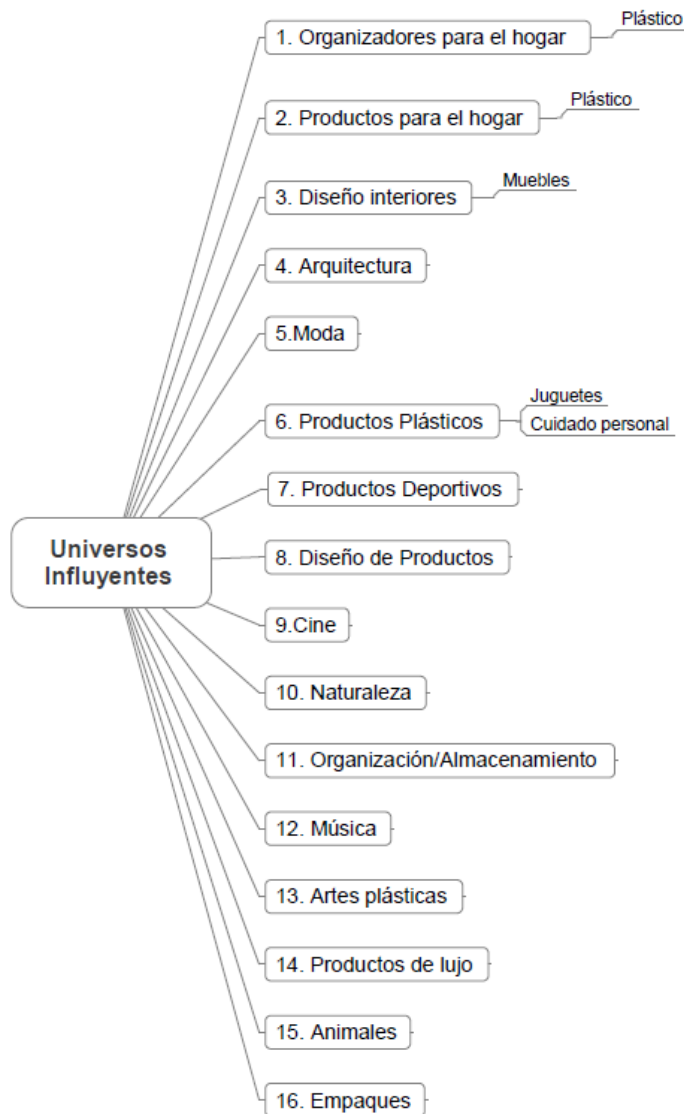 1. Organizadores para el hogar
Plástico
2. Productos para el hogar
Plástico
3. Diseño interiores
Muebles
4. Arquitectura
5.Moda
6. Productos Plásticos
Juguetes
Cuidado personal
7. Productos Deportivos
Universos
Influyentes
8. Diseño de Productos
9.Cine
10. Naturaleza
11. Organización/Almacenamiento
12. Música
13. Artes plásticas
14. Productos de lujo
15. Animales
16. Empaques